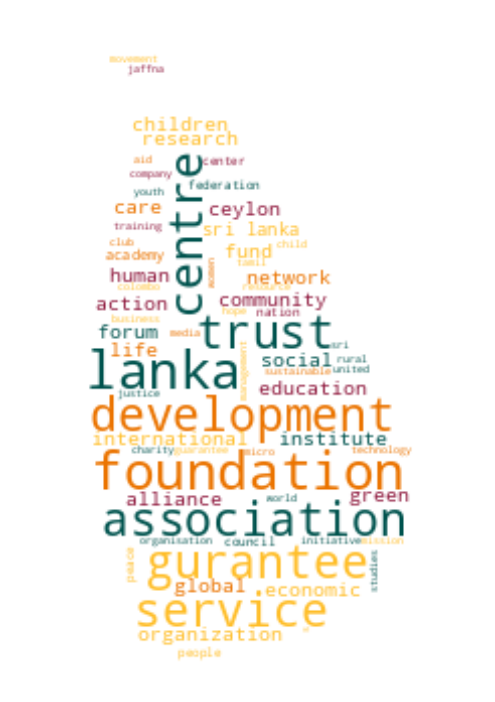 movement
jaffna
children
research
aid
center
company
centre
federation
youth
care
ceylon
training
sri lanka
club
child
academy
fund
tamil
human
women
network
colombo
resource
action
community
hope
nation
business
forum
media
trust
sri
life
management
social
rural
lanka
sustainable
united
justice
education
development
international
institute
charity
guarantee
micro
technology
foundation
alliance
world
green
association
organisation
council
initiative
mission
peace
gurantee
studies
global
economic
service
organization
people